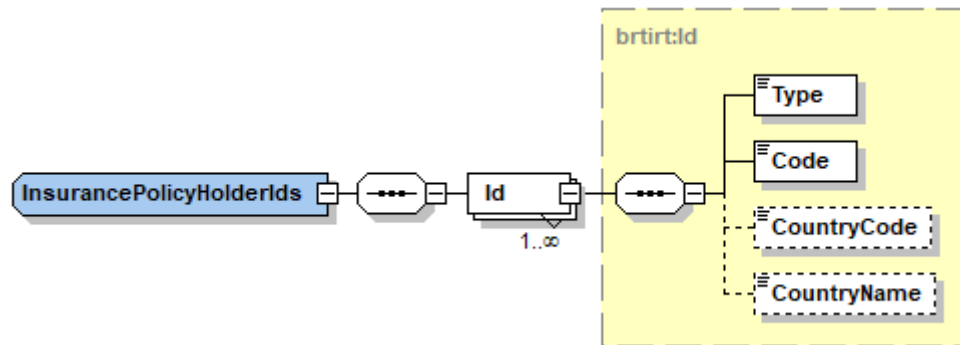 brtirt:Id
Type
Code
InsurancePolicyHolderIds
Id
1..∞
CountryCode
CountryName